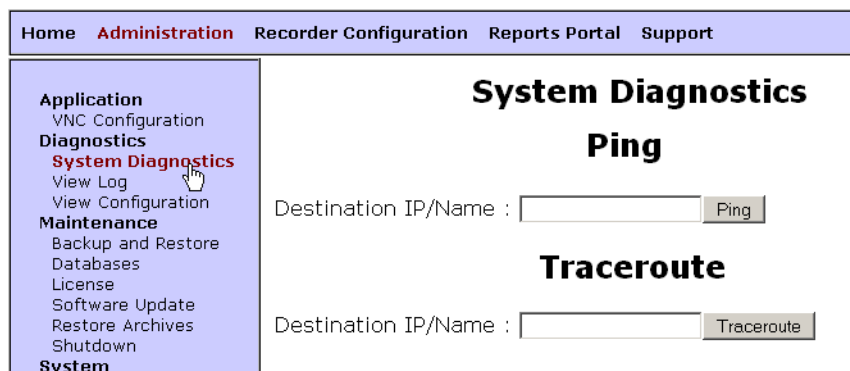 Home Administration Recorder Configuration Reports Portal Support
Application
VNC Configuration
Diagnostics
System Diagnostics
View Log
View Configuration
Maintenance
Backup and Restore
Databases
License
Software Update
Restore Archives
Shutdown
System
System Diagnostics
Ping
Destination IP/Name : Ping
Traceroute
Destination IP/Name : Traceroute